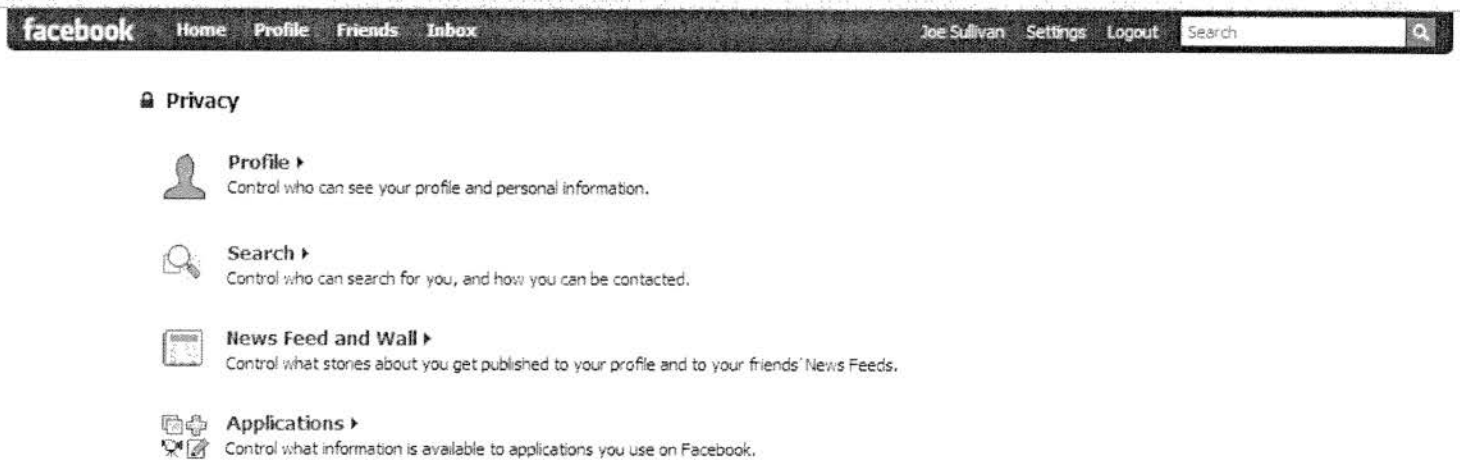 facebook Home Profile Friends Inbox Joe Sullivan Settings Logout Search
Privacy
Profile
Control who can see your profile and personal information.
Search
Control who can search for you, and how you can be contacted.
News Feed and Wall
Control what stories about you get published to your profile and to your friends' News Feeds.
Applications
Control what information is available to applications you use on Facebook.